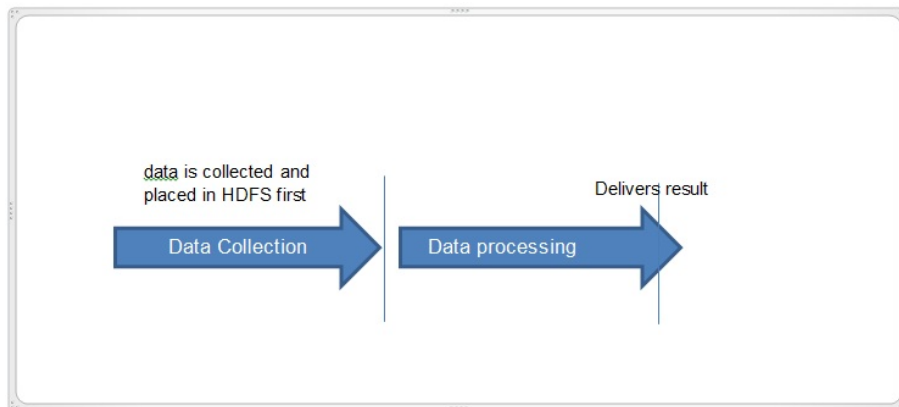 data is collected and
placed in HDFS first
Delivers result
Data Collection
Data processing